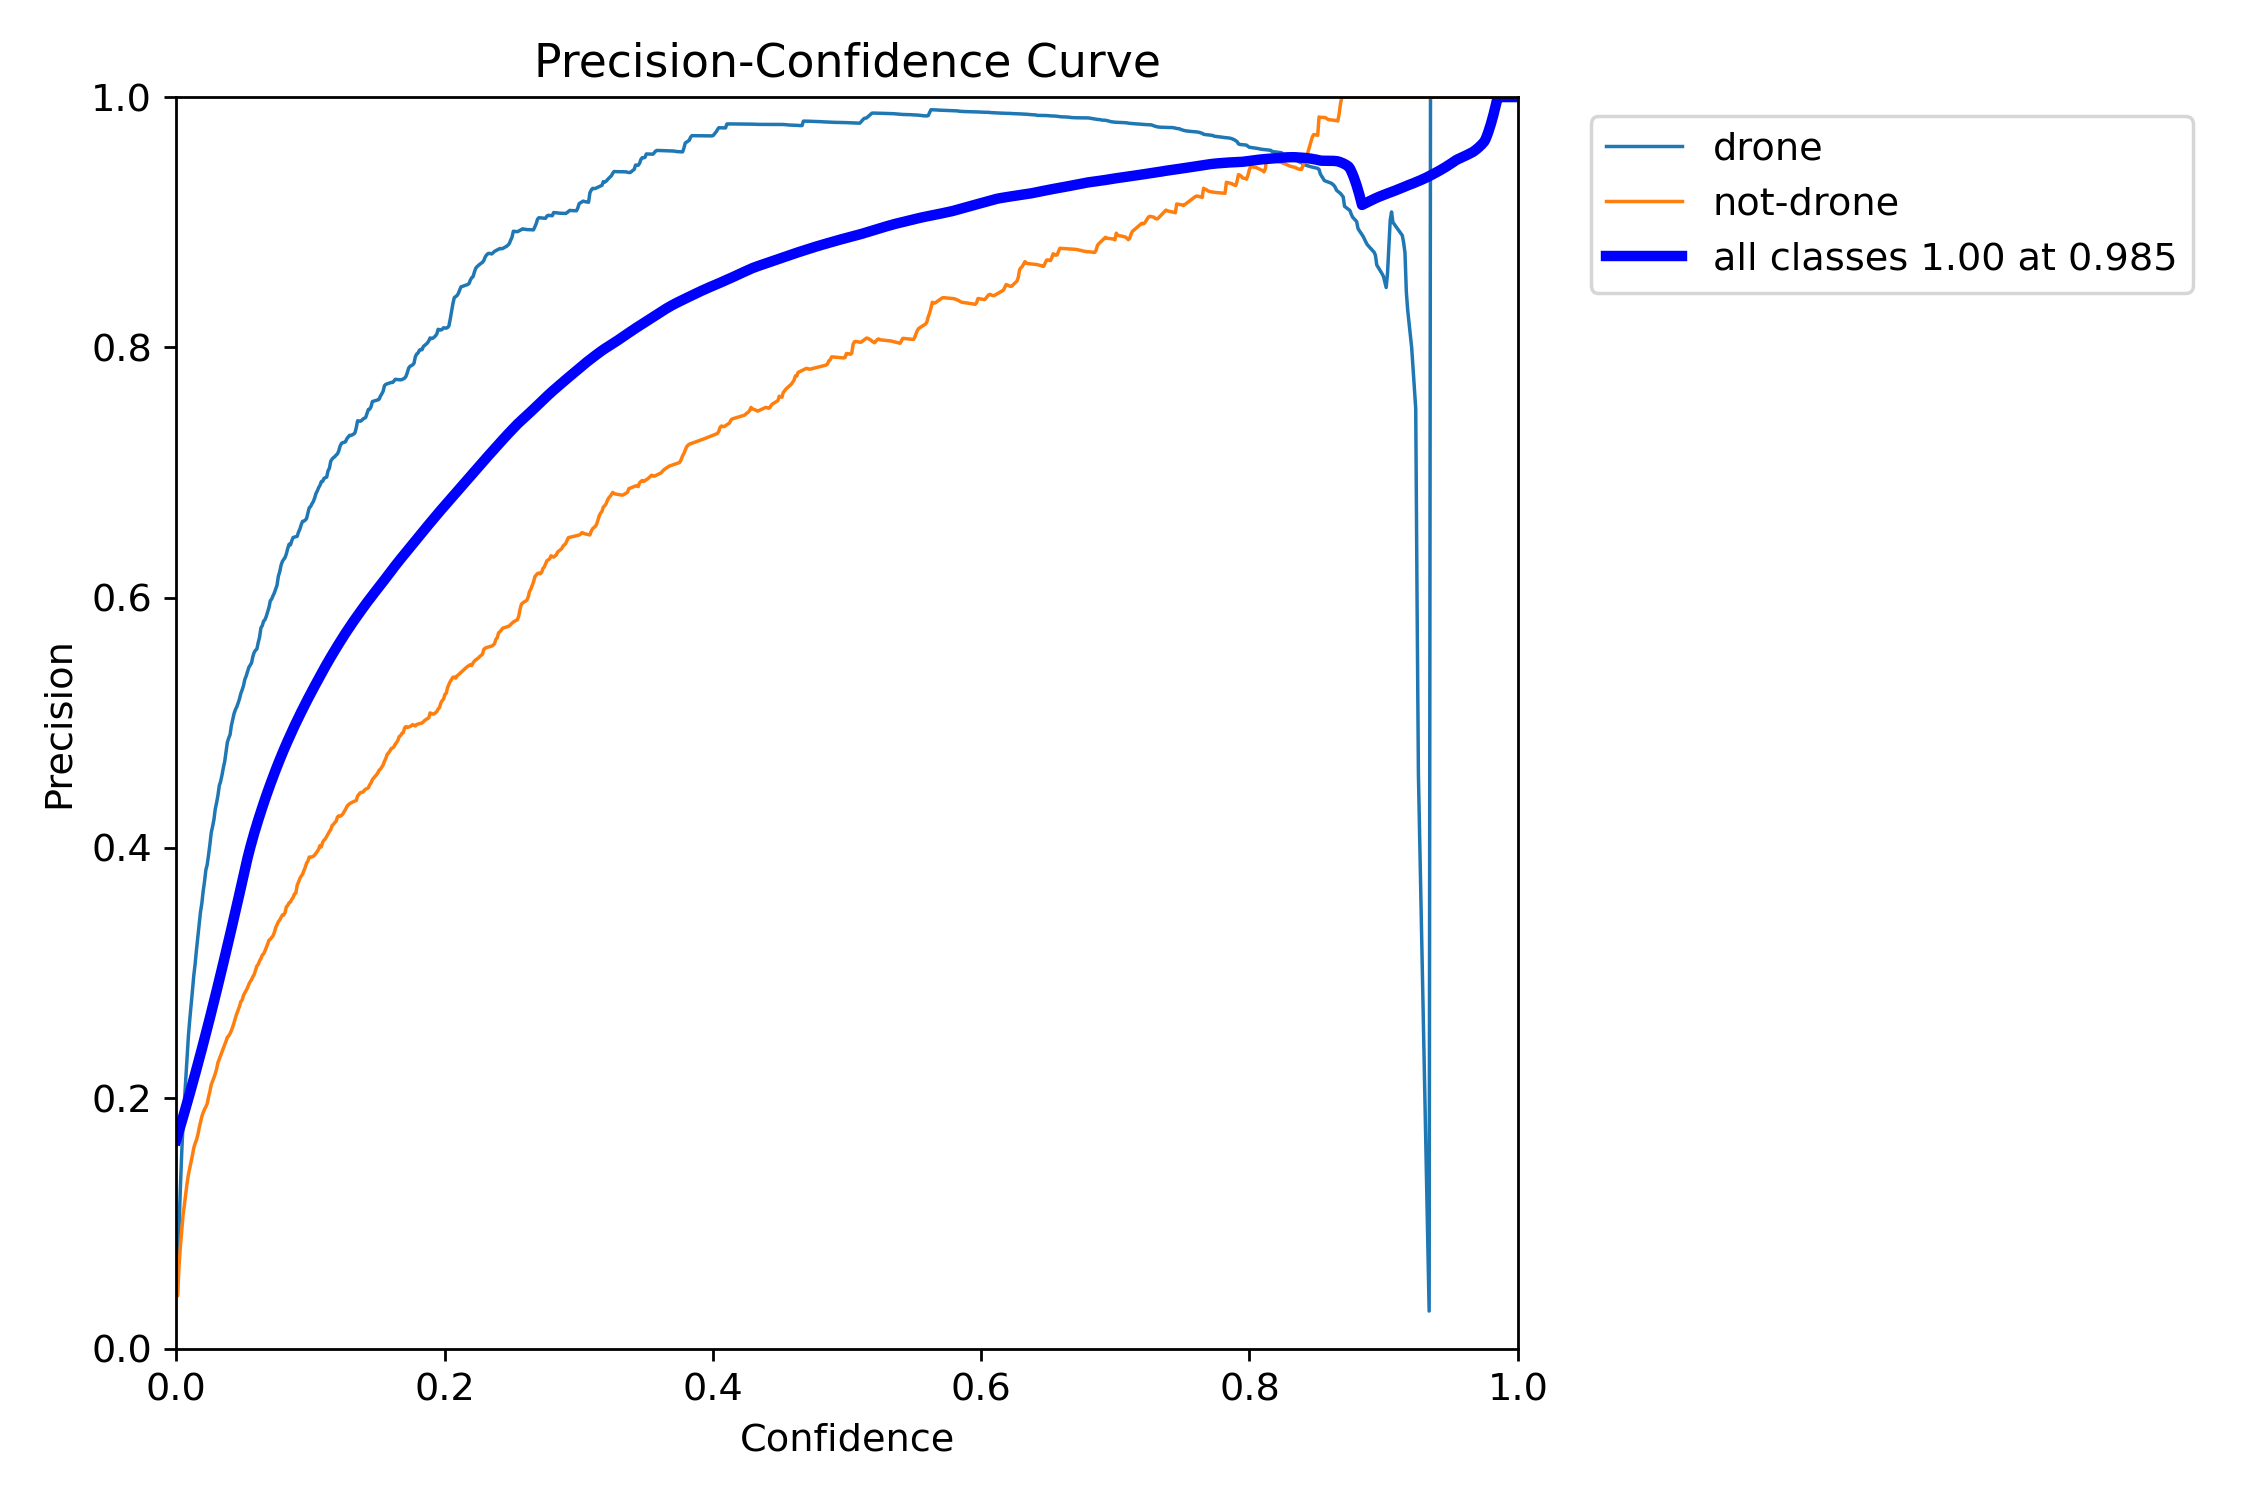 Precision-Confidence Curve
1.0
0.8
0.6
0.4
0.2
0.0
Precision
0.0 0.2 0.4 0.6 0.8 1.0
Confidence
drone
not-drone
all classes 1.00 at 0.985